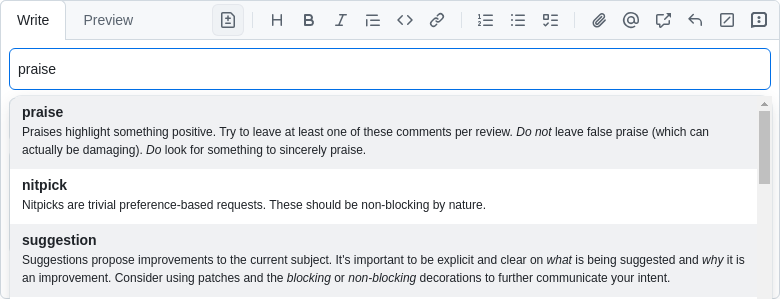 Write Preview
praise
praise
Praises highlight something positive. Try to leave at least one of these comments per review. Do not leave false praise (which can
actually be damaging). Do look for something to sincerely praise.
nitpick
Nitpicks are trivial preference-based requests. These should be non-blocking by nature.
suggestion
Suggestions propose improvements to the current subject. It's important to be explicit and clear on what is being suggested and why it is
an improvement. Consider using patches and the blocking or non-blocking decorations to further communicate your intent.